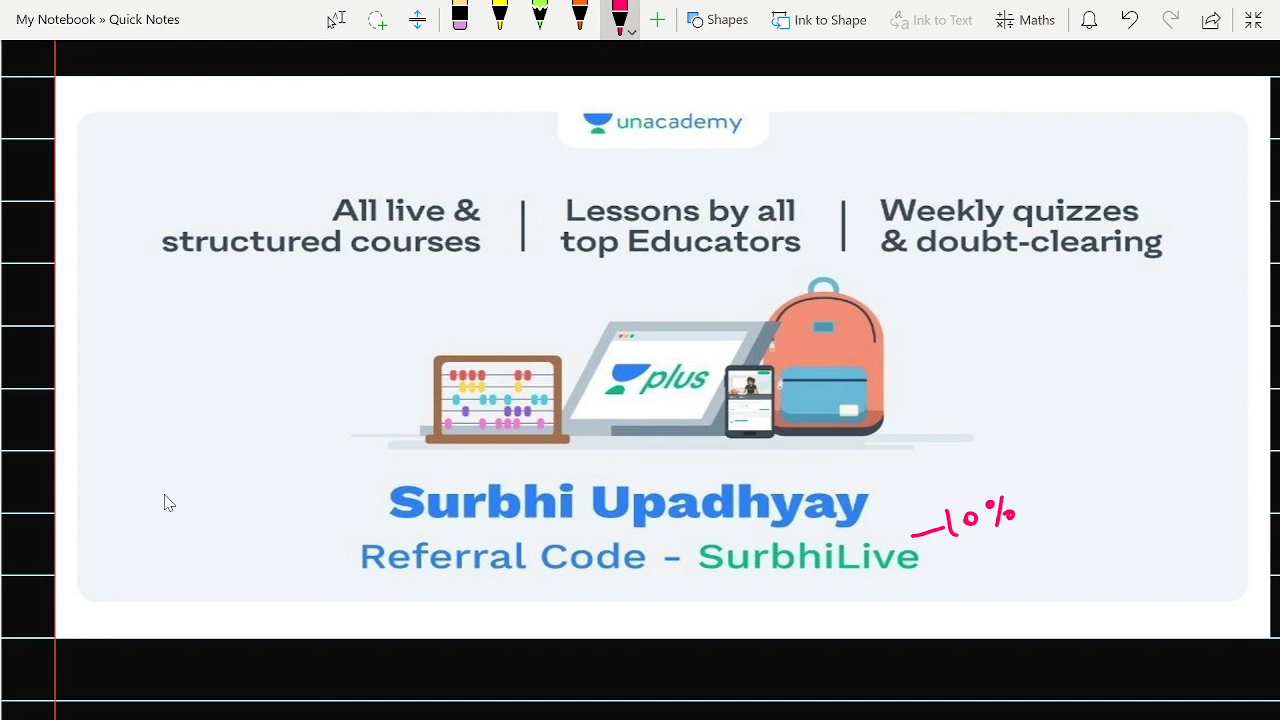 My Notebook » Quick Notes
Shapes
Ink to Shape
Ink to Text
Maths
unacademy
All live &
structured courses
Lessons by all
top Educators
Weekly quizzes
& doubt-clearing
plus
Surbhi Upadhyay
Referral Code - SurbhiLive
–10%